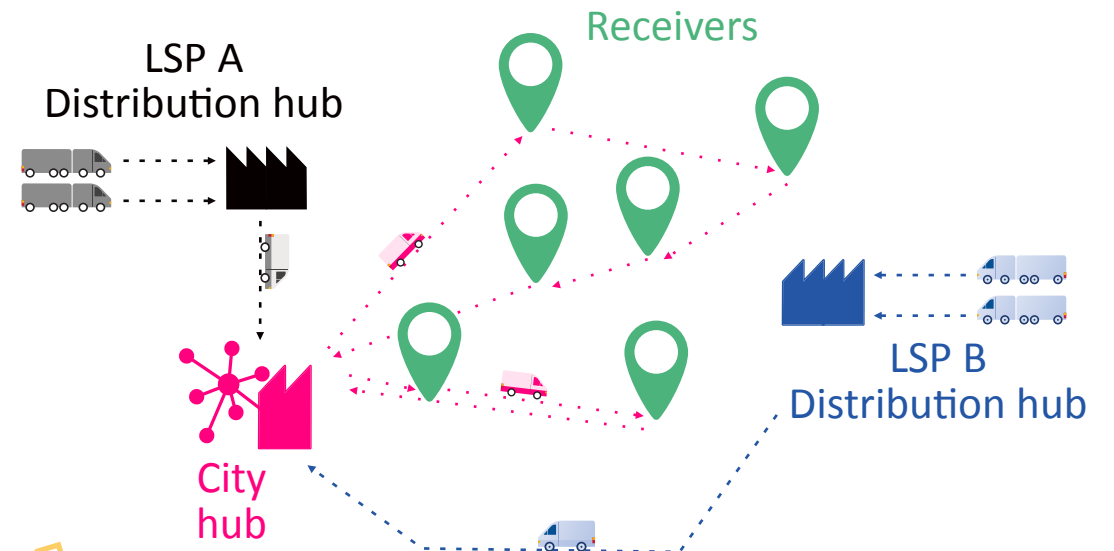 Receivers
LSP A
Distribution hub
LSP B
Distribution hub
City
hub